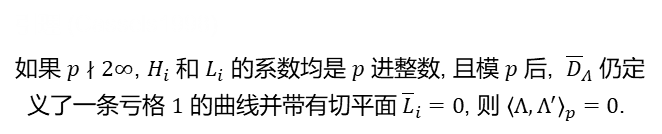 如果 p ∤ 2∞, H_i 和 L_i 的系数均是 p 进整数, 且模 p 后, D̅_Λ 仍定
义了一条亏格 1 的曲线并带有切平面 L̅_i = 0, 则 ⟨Λ, Λ′⟩_p = 0.